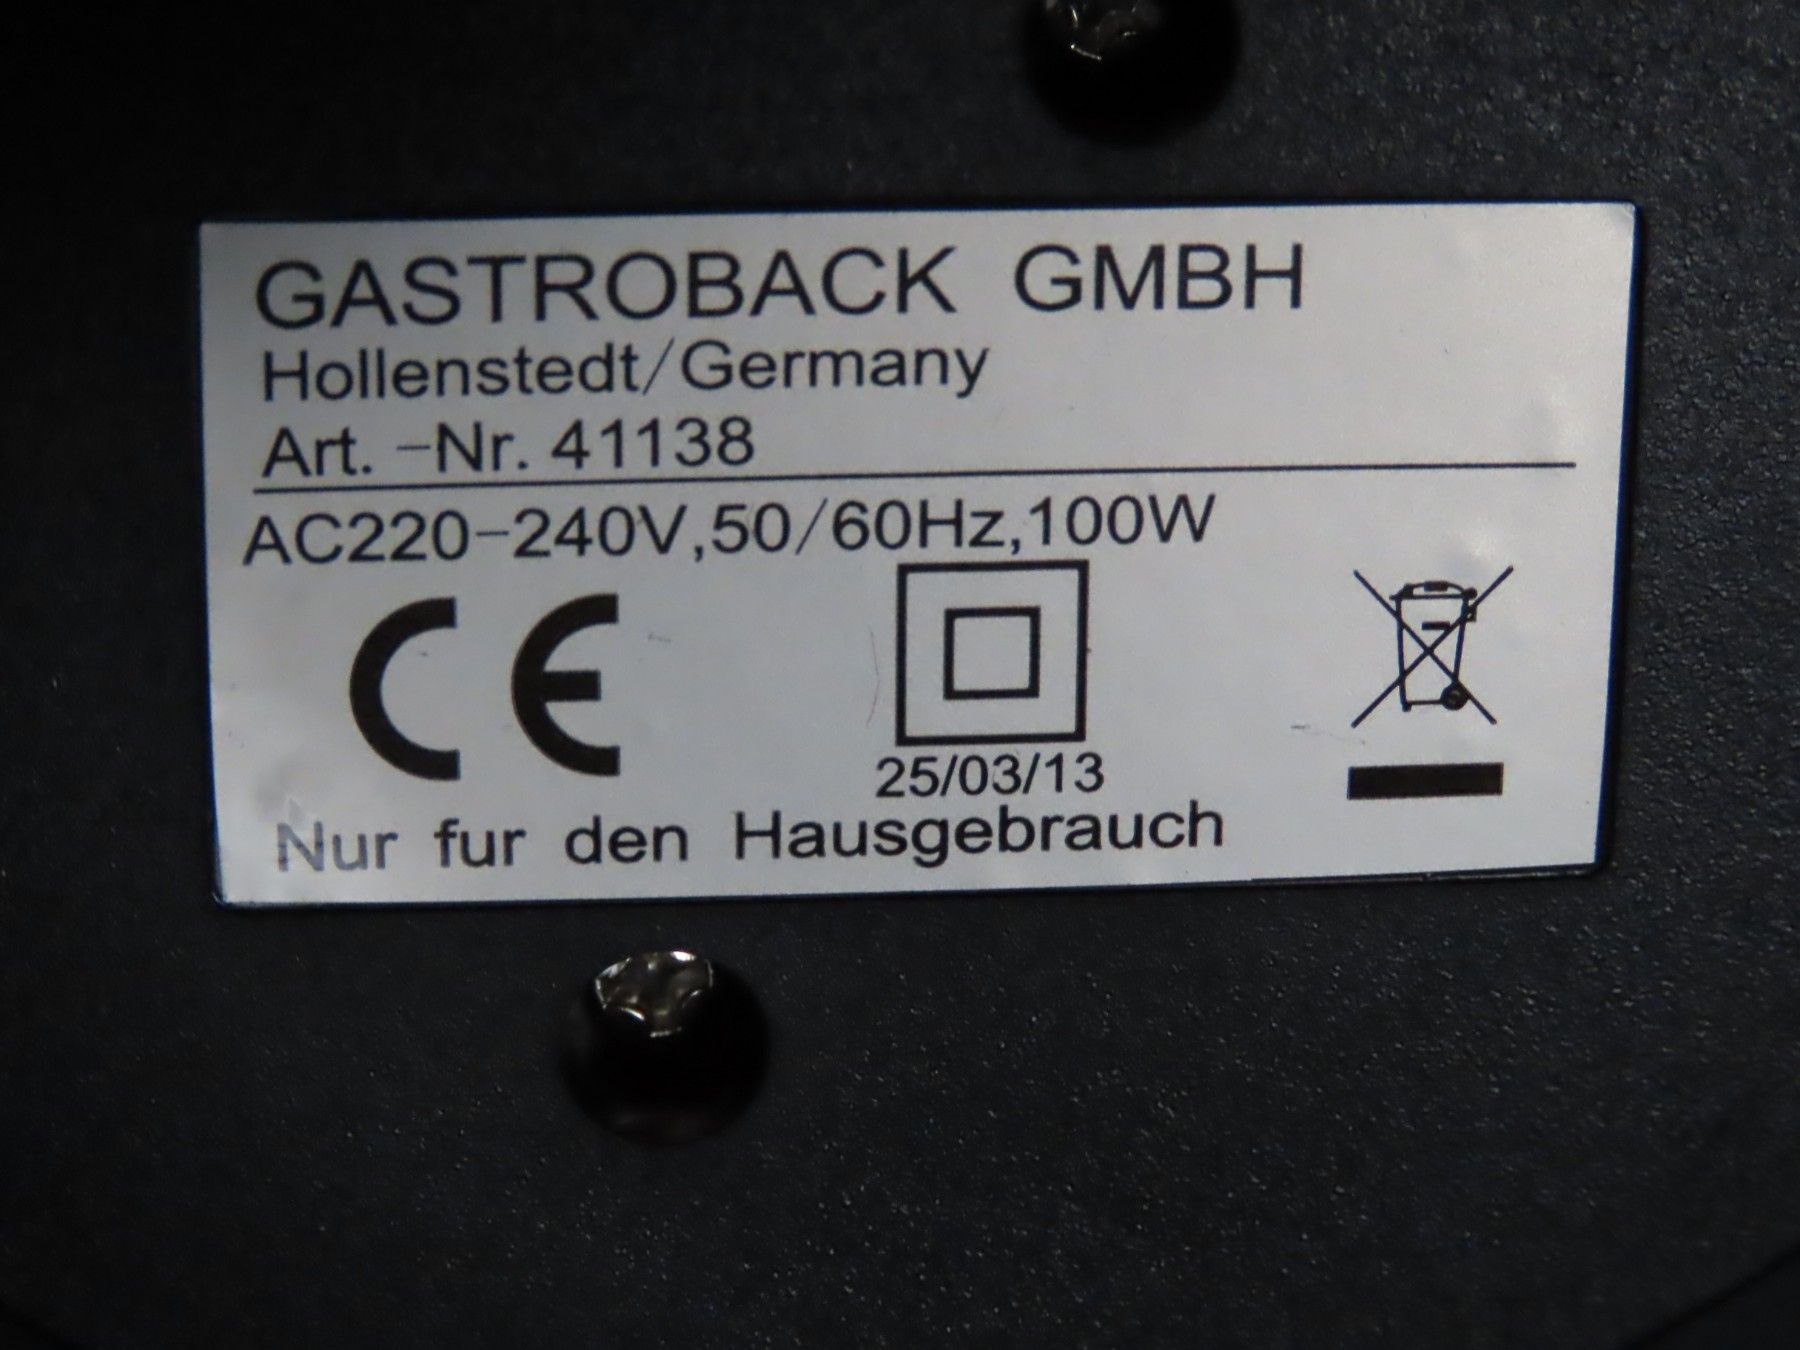 GASTROBACK GMBH
Hollenstedt/Germany
Art. -Nr. 41138
AC220-240V,50/60Hz,100W
CE
25/03/13
Nur fur den Hausgebrauch